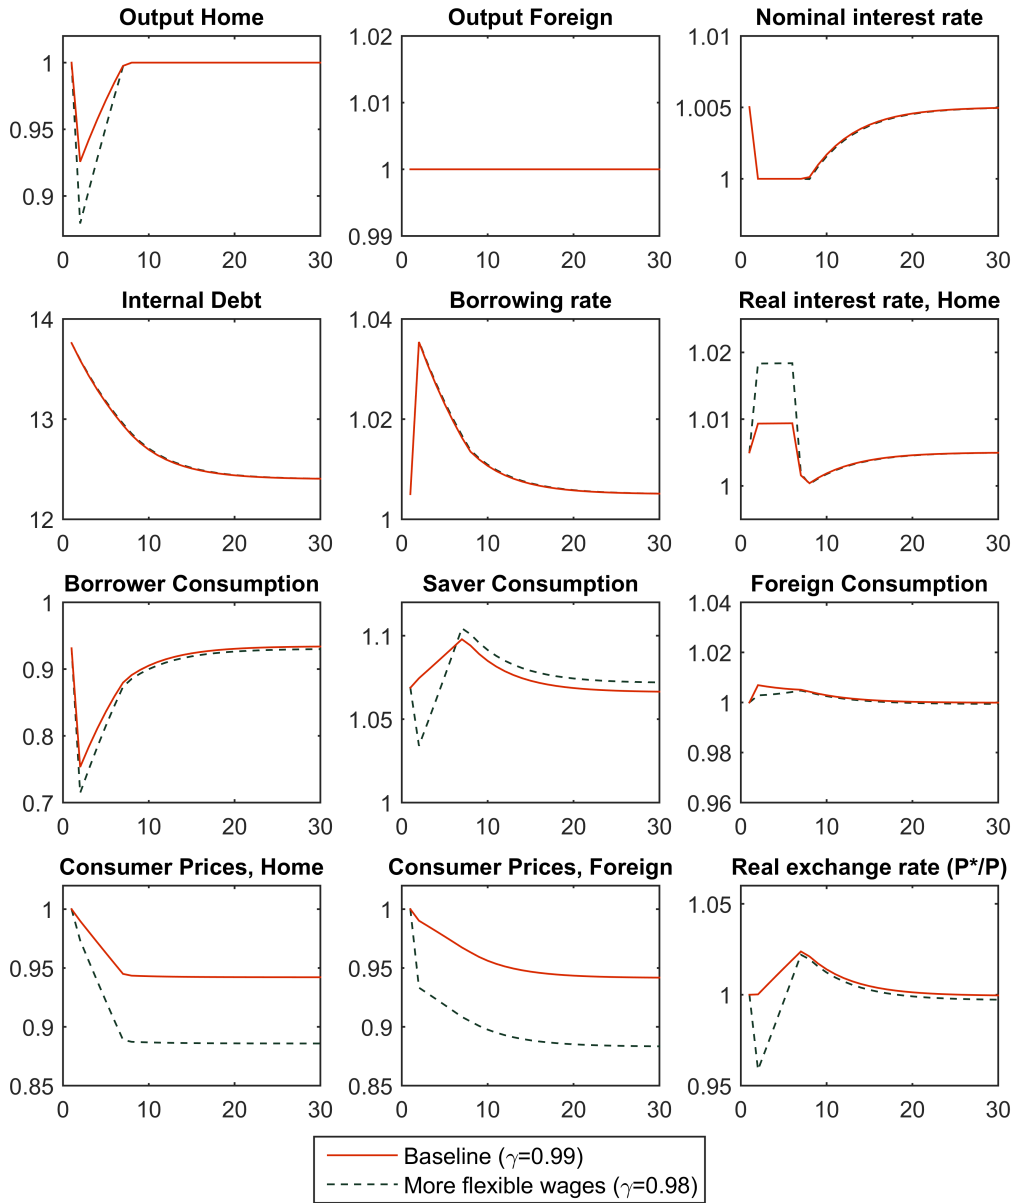 Output Home
Output Foreign
Nominal interest rate
1
0.95
0.9
0 10 20 30
1.02
1.01
1
0.99
0 10 20 30
1.01
1.005
1
0 10 20 30
Internal Debt
Borrowing rate
Real interest rate, Home
14
13
12
0 10 20 30
1.04
1.02
1
0 10 20 30
1.02
1.01
1
0 10 20 30
Borrower Consumption
Saver Consumption
Foreign Consumption
1
0.9
0.8
0.7
0 10 20 30
1.1
1.05
1
0 10 20 30
1.04
1.02
1
0.98
0.96
0 10 20 30
Consumer Prices, Home
Consumer Prices, Foreign
Real exchange rate (P*/P)
1
0.95
0.9
0.85
0 10 20 30
1
0.95
0.9
0.85
0 10 20 30
1.05
1
0.95
0 10 20 30
Baseline (γ=0.99)
More flexible wages (γ=0.98)